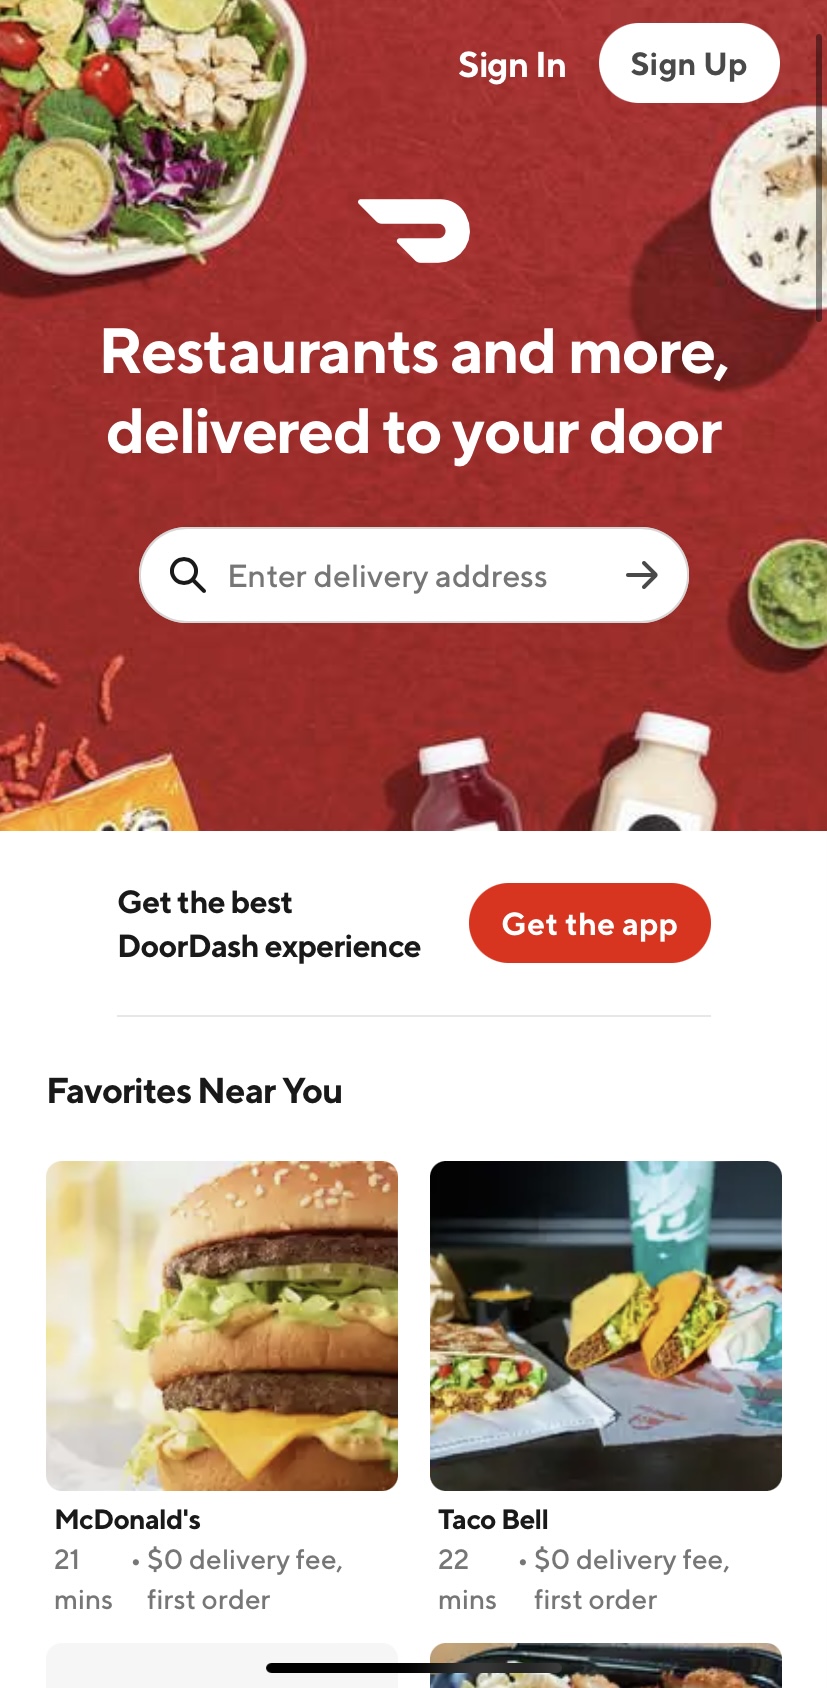 Sign In
Sign Up
Restaurants and more,
delivered to your door
Enter delivery address
Get the best
DoorDash experience
Get the app
Favorites Near You
McDonald's
21
mins
• $0 delivery fee,
first order
Taco Bell
22
mins
• $0 delivery fee,
first order